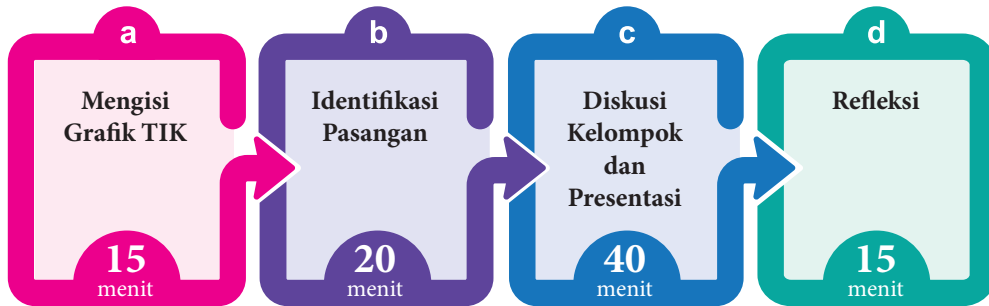 a
Mengisi
Grafik TIK
15
menit
b
Identifikasi
Pasangan
20
menit
c
Diskusi
Kelompok
dan
Presentasi
40
menit
d
Refleksi
15
menit